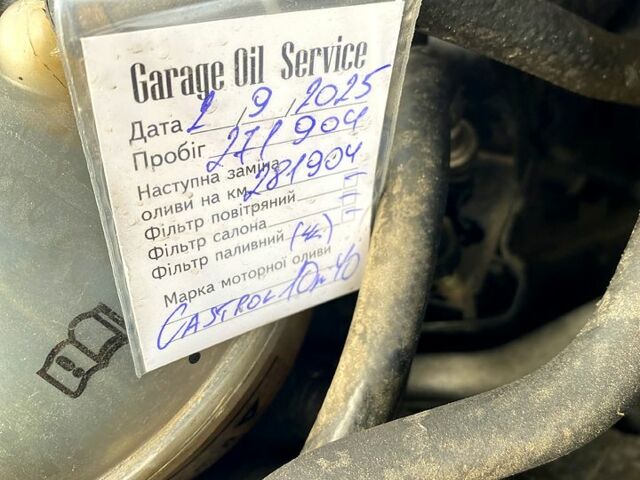 Garage Oil Service
Дата 2, 9, 2025
Пробіг 271904
Наступна заміна
оливи на км 281904
Фільтр повітряний
Фільтр салона
Фільтр паливний
Марка моторної оливи
CASTROL 10w40